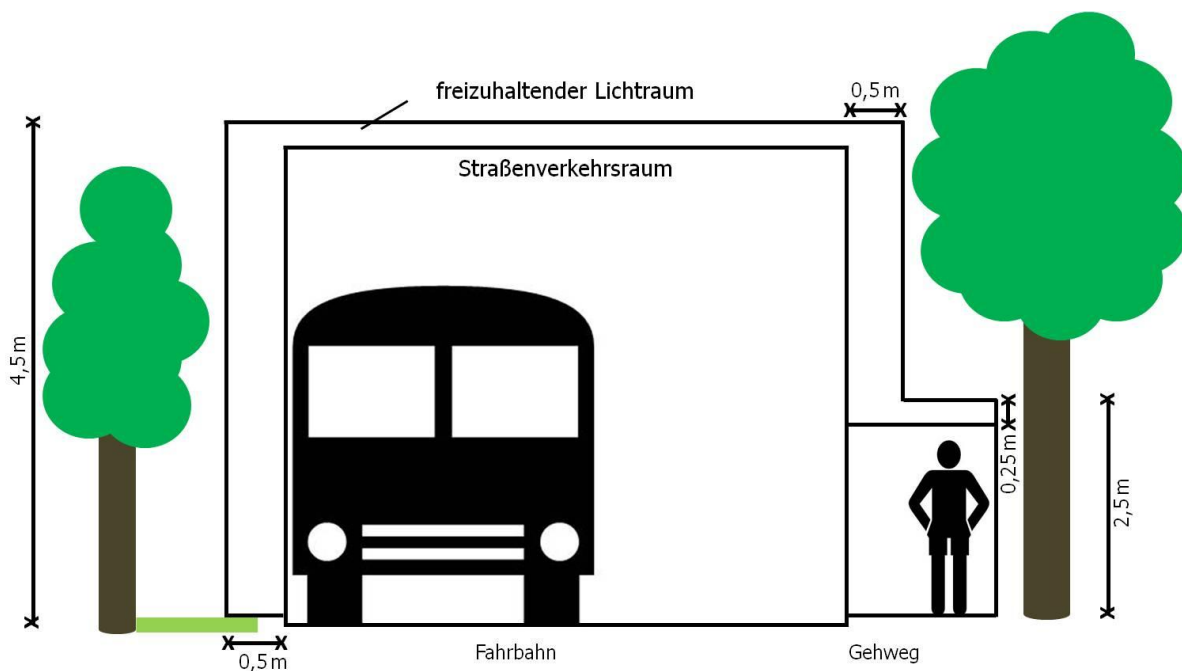 0,5 m
freizuhaltender Lichtraum
Straßenverkehrsraum
4,5 m
0,25 m
2,5 m
0,5 m
Fahrbahn
Gehweg